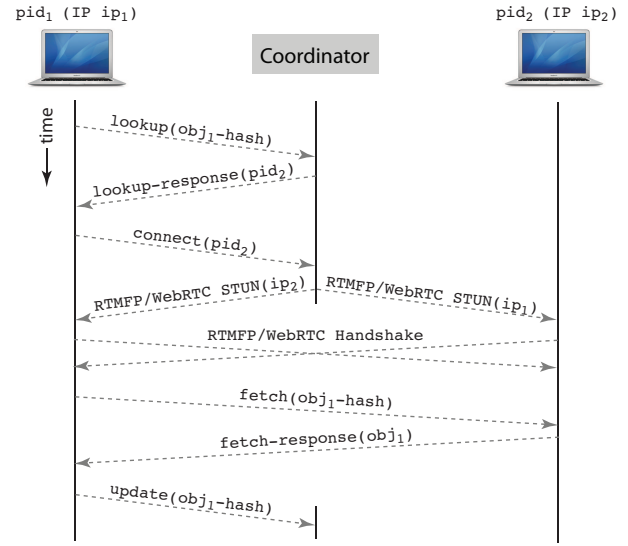 pid₁ (IP ip₁)
pid₂ (IP ip₂)
Coordinator
time
lookup(obj₁-hash)
lookup-response(pid₂)
connect(pid₂)
RTMFP/WebRTC STUN(ip₂)
RTMFP/WebRTC STUN(ip₁)
RTMFP/WebRTC Handshake
fetch(obj₁-hash)
fetch-response(obj₁)
update(obj₁-hash)